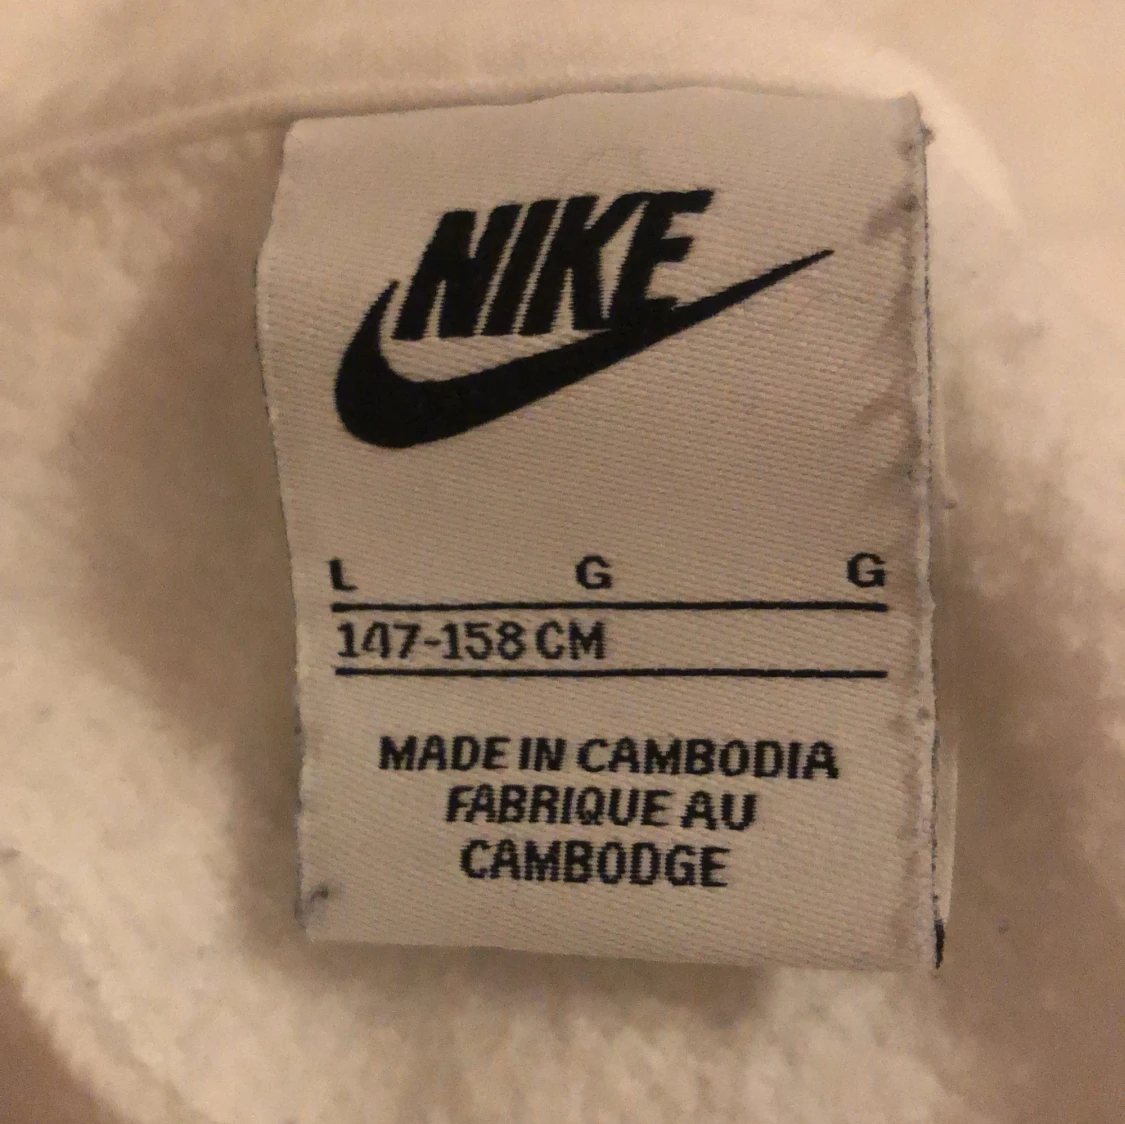 NIKE
L G G
147-158 CM
MADE IN CAMBODIA
FABRIQUE AU
CAMBODGE